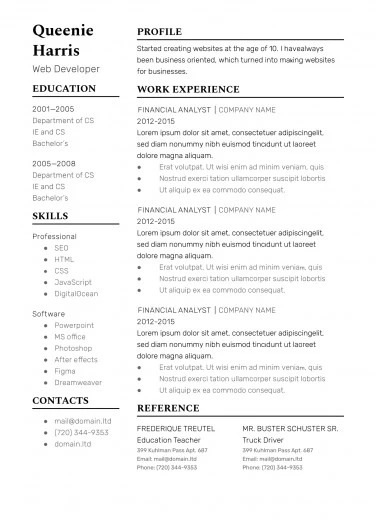 Queenie
Harris
Web Developer
EDUCATION
2001—2005
Department of CS
IE and CS
Bachelor's
2005—2008
Department of CS
IE and CS
Bachelor's
SKILLS
Professional
● SEO
● HTML
● CSS
● JavaScript
● DigitalOcean
Software
● Powerpoint
● MS office
● Photoshop
● After effects
● Figma
● Dreamweaver
CONTACTS
● mail@domain.ltd
● (720) 344-9353
● domain.ltd
PROFILE
Started creating websites at the age of 10. I havealways
been business oriented, which turned into making websites
for businesses.
WORK EXPERIENCE
FINANCIAL ANALYST | COMPANY NAME
2012-2015
Lorem ipsum dolor sit amet, consectetuer adipiscingelit,
sed diam nonummy nibh euismod tincidunt ut laoreet
dolore magna aliquam.
● Erat volutpat. Ut wisi enim ad minim veniam, quis
● Nostrud exerci tation ullamcorper suscipit lobortis
● Ut aliquip ex ea commodo consequat.
FINANCIAL ANALYST | COMPANY NAME
2012-2015
Lorem ipsum dolor sit amet, consectetuer adipiscingelit,
sed diam nonummy nibh euismod tincidunt ut laoreet
dolore magna aliquam.
● Erat volutpat. Ut wisi enim ad minim veniam, quis
● Nostrud exerci tation ullamcorper suscipit lobortis
● Ut aliquip ex ea commodo consequat.
FINANCIAL ANALYST | COMPANY NAME
2012-2015
Lorem ipsum dolor sit amet, consectetuer adipiscingelit,
sed diam nonummy nibh euismod tincidunt ut laoreet
dolore magna aliquam.
● Erat volutpat. Ut wisi enim ad minim veniam, quis
● Nostrud exerci tation ullamcorper suscipit lobortis
● Ut aliquip ex ea commodo consequat.
REFERENCE
FREDERIQUE TREUTEL
Education Teacher
399 Kuhlman Pass Apt. 687
Email: mail@domain.ltd
Phone: (720) 344-9353
MR. BUSTER SCHUSTER SR.
Truck Driver
399 Kuhlman Pass Apt. 687
Email: mail@domain.ltd
Phone: (720) 344-9353